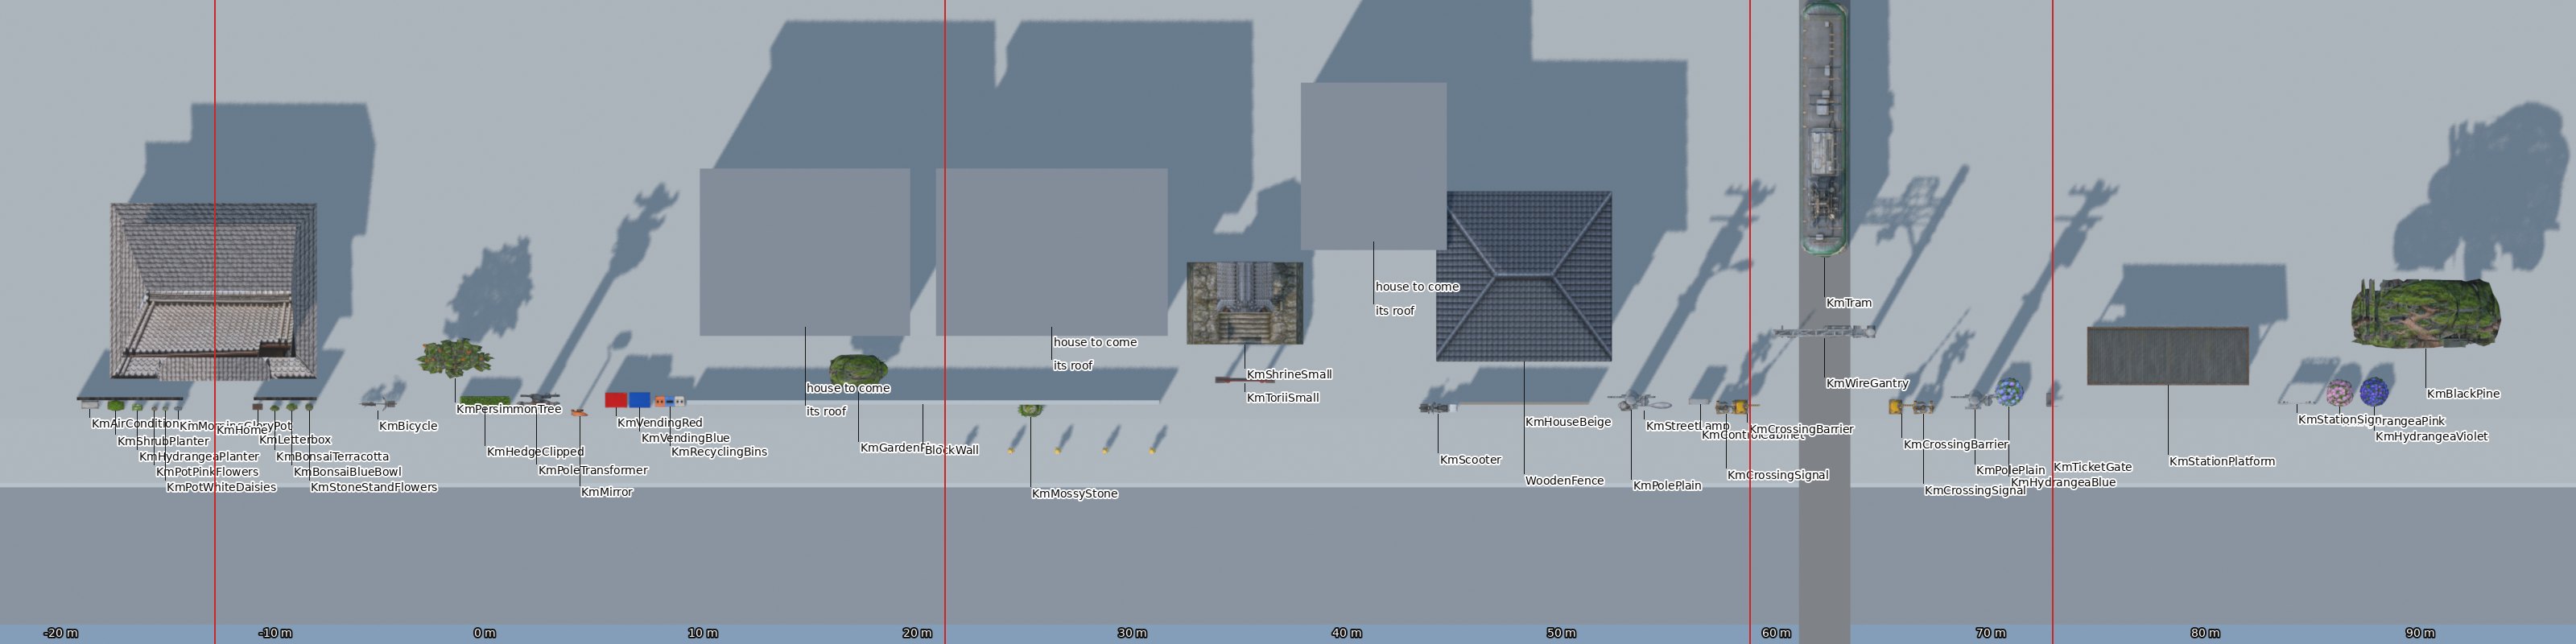 KmTram
house to come
its roof
house to come
its roof
KmShrineSmall
KmToriiSmall
KmWireGantry
house to come
its roof
KmBlackPine
KmPersimmonTree
KmHouseBeige
KmStationSign
KmBicycle
KmVendingRed
KmStreetLamp
KmCrossingBarrier
KmShrubPlanter
KmLetterbox
KmVendingBlue
KmHydrangeaViolet
KmCrossingBarrier
KmHydrangeaPlanter
KmBonsaiTerracotta
KmHedgeClipped
KmRecyclingBins
BlockWall
KmScooter
KmStationPlatform
KmPotPinkFlowers
KmBonsaiBlueBowl
KmPoleTransformer
KmPolePlain
KmTicketGate
KmCrossingSignal
WoodenFence
KmHydrangeaBlue
KmPotWhiteDaisies
KmStoneStandFlowers
KmMirror
KmMossyStone
KmPolePlain
KmCrossingSignal
-20 m
-10 m
0 m
10 m
20 m
30 m
40 m
50 m
60 m
70 m
80 m
90 m